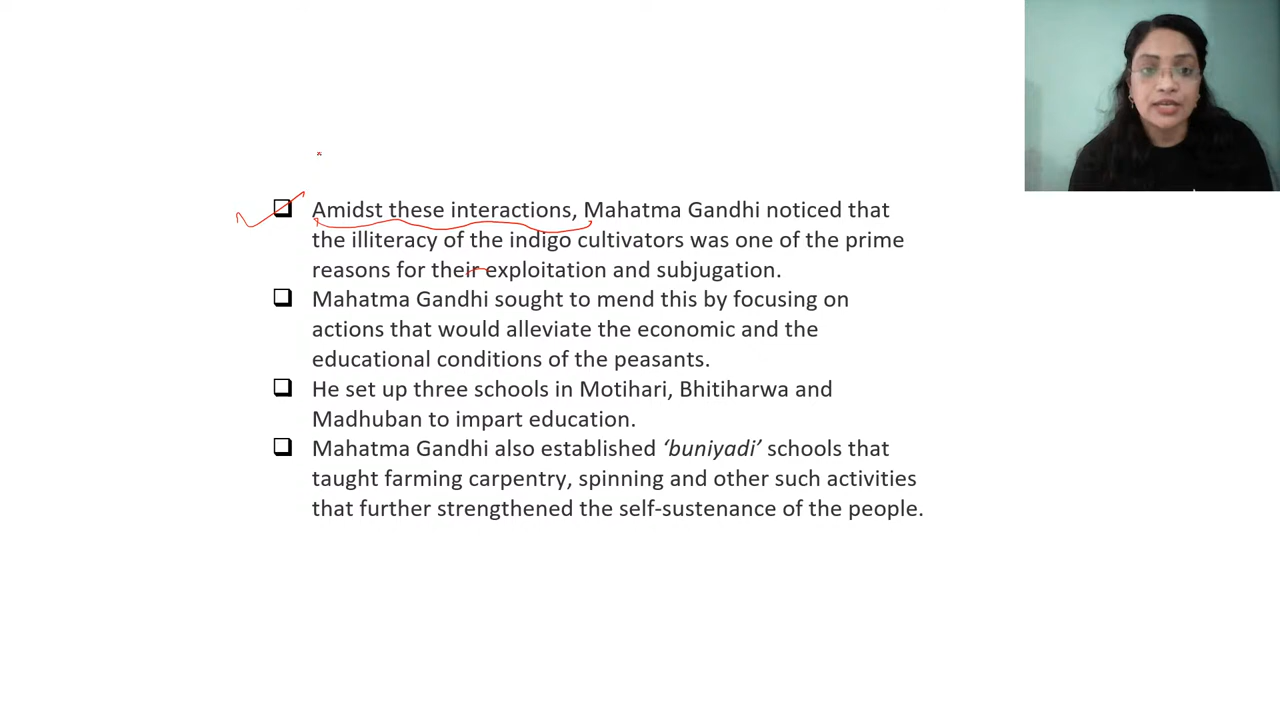 Amidst these interactions, Mahatma Gandhi noticed that
the illiteracy of the indigo cultivators was one of the prime
reasons for their exploitation and subjugation.
Mahatma Gandhi sought to mend this by focusing on
actions that would alleviate the economic and the
educational conditions of the peasants.
He set up three schools in Motihari, Bhitiharwa and
Madhuban to impart education.
Mahatma Gandhi also established ‘buniyadi’ schools that
taught farming carpentry, spinning and other such activities
that further strengthened the self-sustenance of the people.